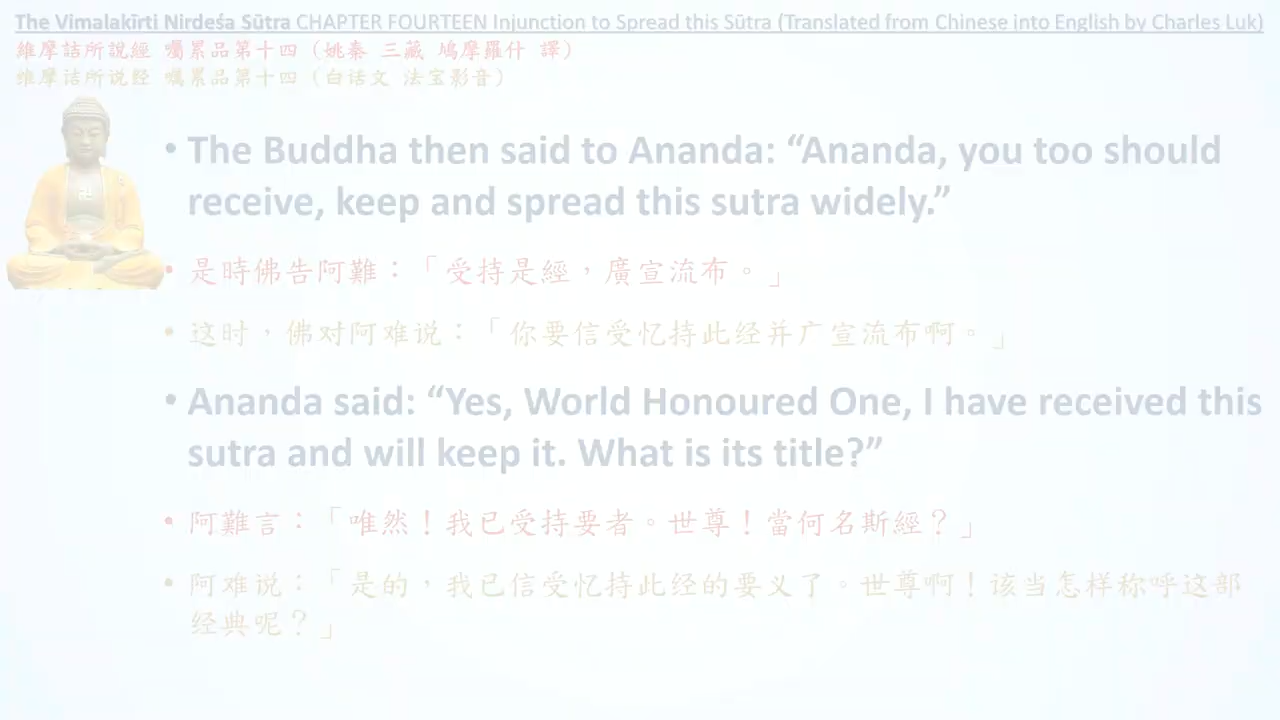 The Vimalakīrti Nirdeśa Sūtra CHAPTER FOURTEEN Injunction to Spread this Sūtra (Translated from Chinese into English by Charles Luk)
維摩詰所說經 囑累品第十四 (姚秦 三藏 鳩摩羅什 譯)
维摩诘所说经 嘱累品第十四 (白话文 法宝影音)
• The Buddha then said to Ananda: “Ananda, you too should
receive, keep and spread this sutra widely.”
• 是時佛告阿難：「受持是經，廣宣流布。」
• 这时，佛对阿难说：「你要信受忆持此经并广宣流布啊。」
• Ananda said: “Yes, World Honoured One, I have received this
sutra and will keep it. What is its title?”
• 阿難言：「唯然！我已受持要者。世尊！當何名斯經？」
• 阿难说：「是的，我已信受忆持此经的要义了。世尊啊！该当怎样称呼这部
经典呢？」